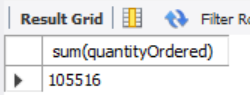 Result Grid Filter Ro
sum(quantityOrdered)
105516